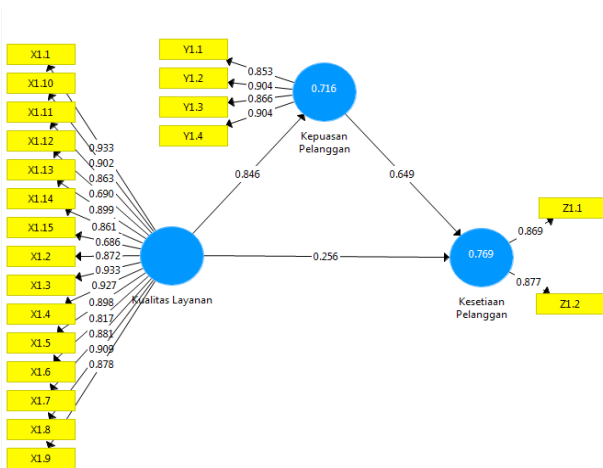 X1.1
X1.10
X1.11
X1.12
X1.13
X1.14
X1.15
X1.2
X1.3
X1.4
X1.5
X1.6
X1.7
X1.8
X1.9
0.933
0.902
0.863
0.690
0.899
0.861
0.686
0.872
0.933
0.927
0.898
0.817
0.881
0.909
0.878
Kualitas Layanan
Y1.1
Y1.2
Y1.3
Y1.4
0.853
0.904
0.866
0.904
0.716
Kepuasan
Pelanggan
0.846
0.649
0.256
0.769
Kesetiaan
Pelanggan
0.869
0.877
Z1.1
Z1.2